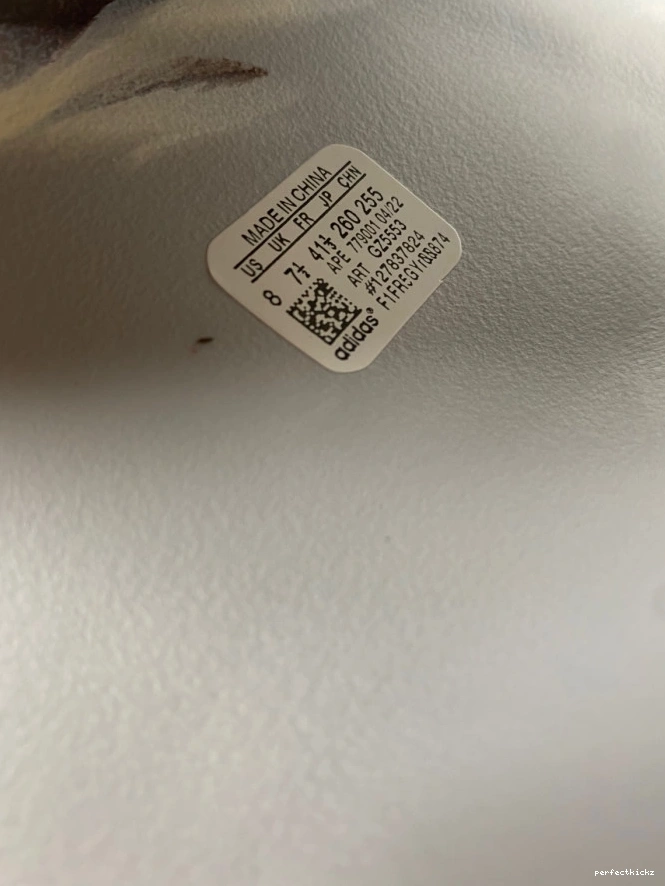 MADE IN CHINA
US UK FR JP CHN
8 7½ 41⅓ 260 255
APE 779001 04/22
ART GZ5553
#127837824
adidas
perfectkickz